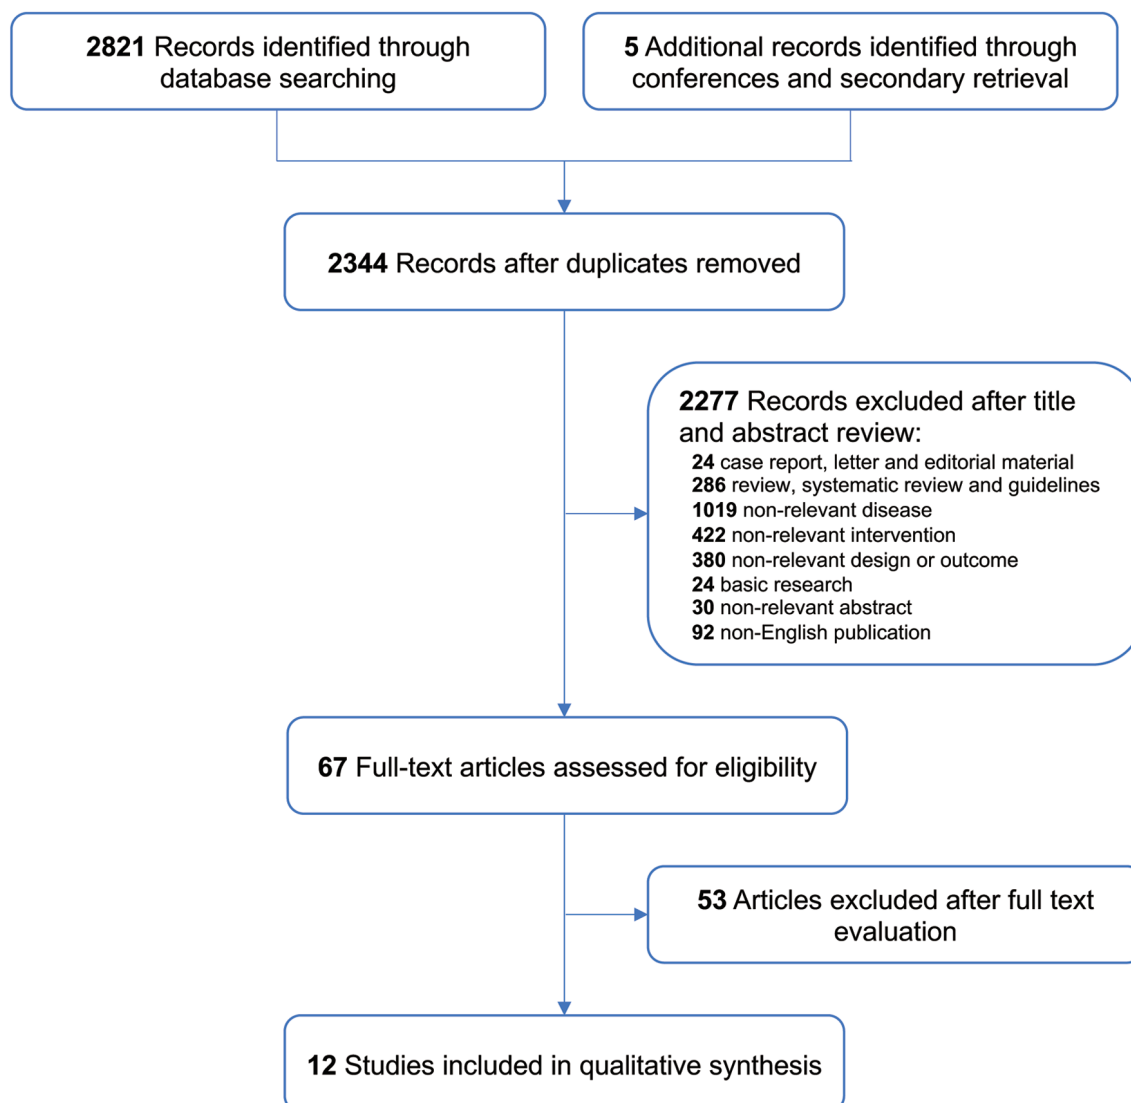 2821 Records identified through
database searching
5 Additional records identified through
conferences and secondary retrieval
2344 Records after duplicates removed
2277 Records excluded after title
and abstract review:
24 case report, letter and editorial material
286 review, systematic review and guidelines
1019 non-relevant disease
422 non-relevant intervention
380 non-relevant design or outcome
24 basic research
30 non-relevant abstract
92 non-English publication
67 Full-text articles assessed for eligibility
53 Articles excluded after full text
evaluation
12 Studies included in qualitative synthesis